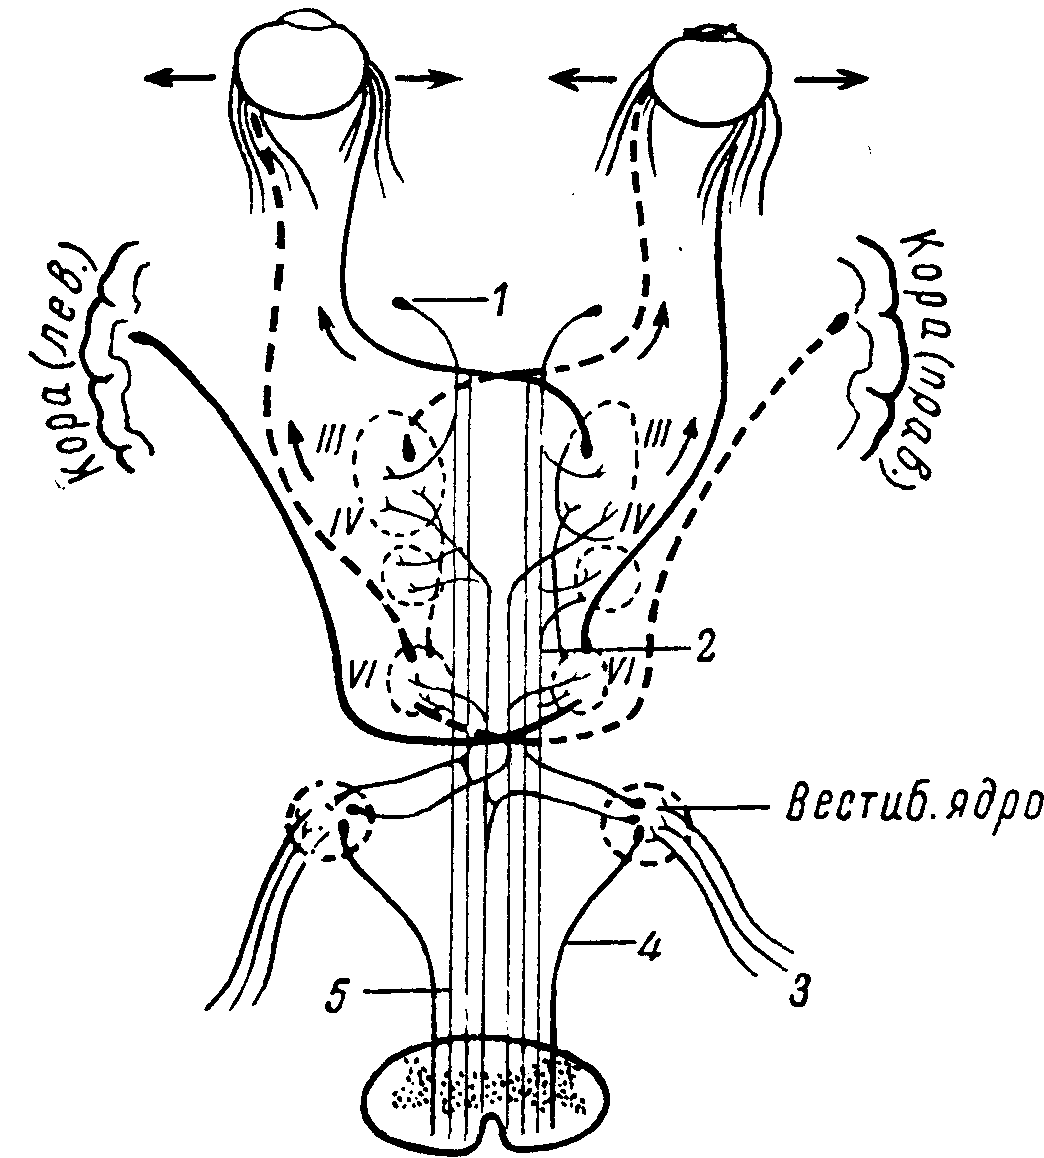 Кора (лев.)
Кора (прав.)
1
III
III
IV
IV
2
VI
VI
Вестиб. ядро
4
5
3